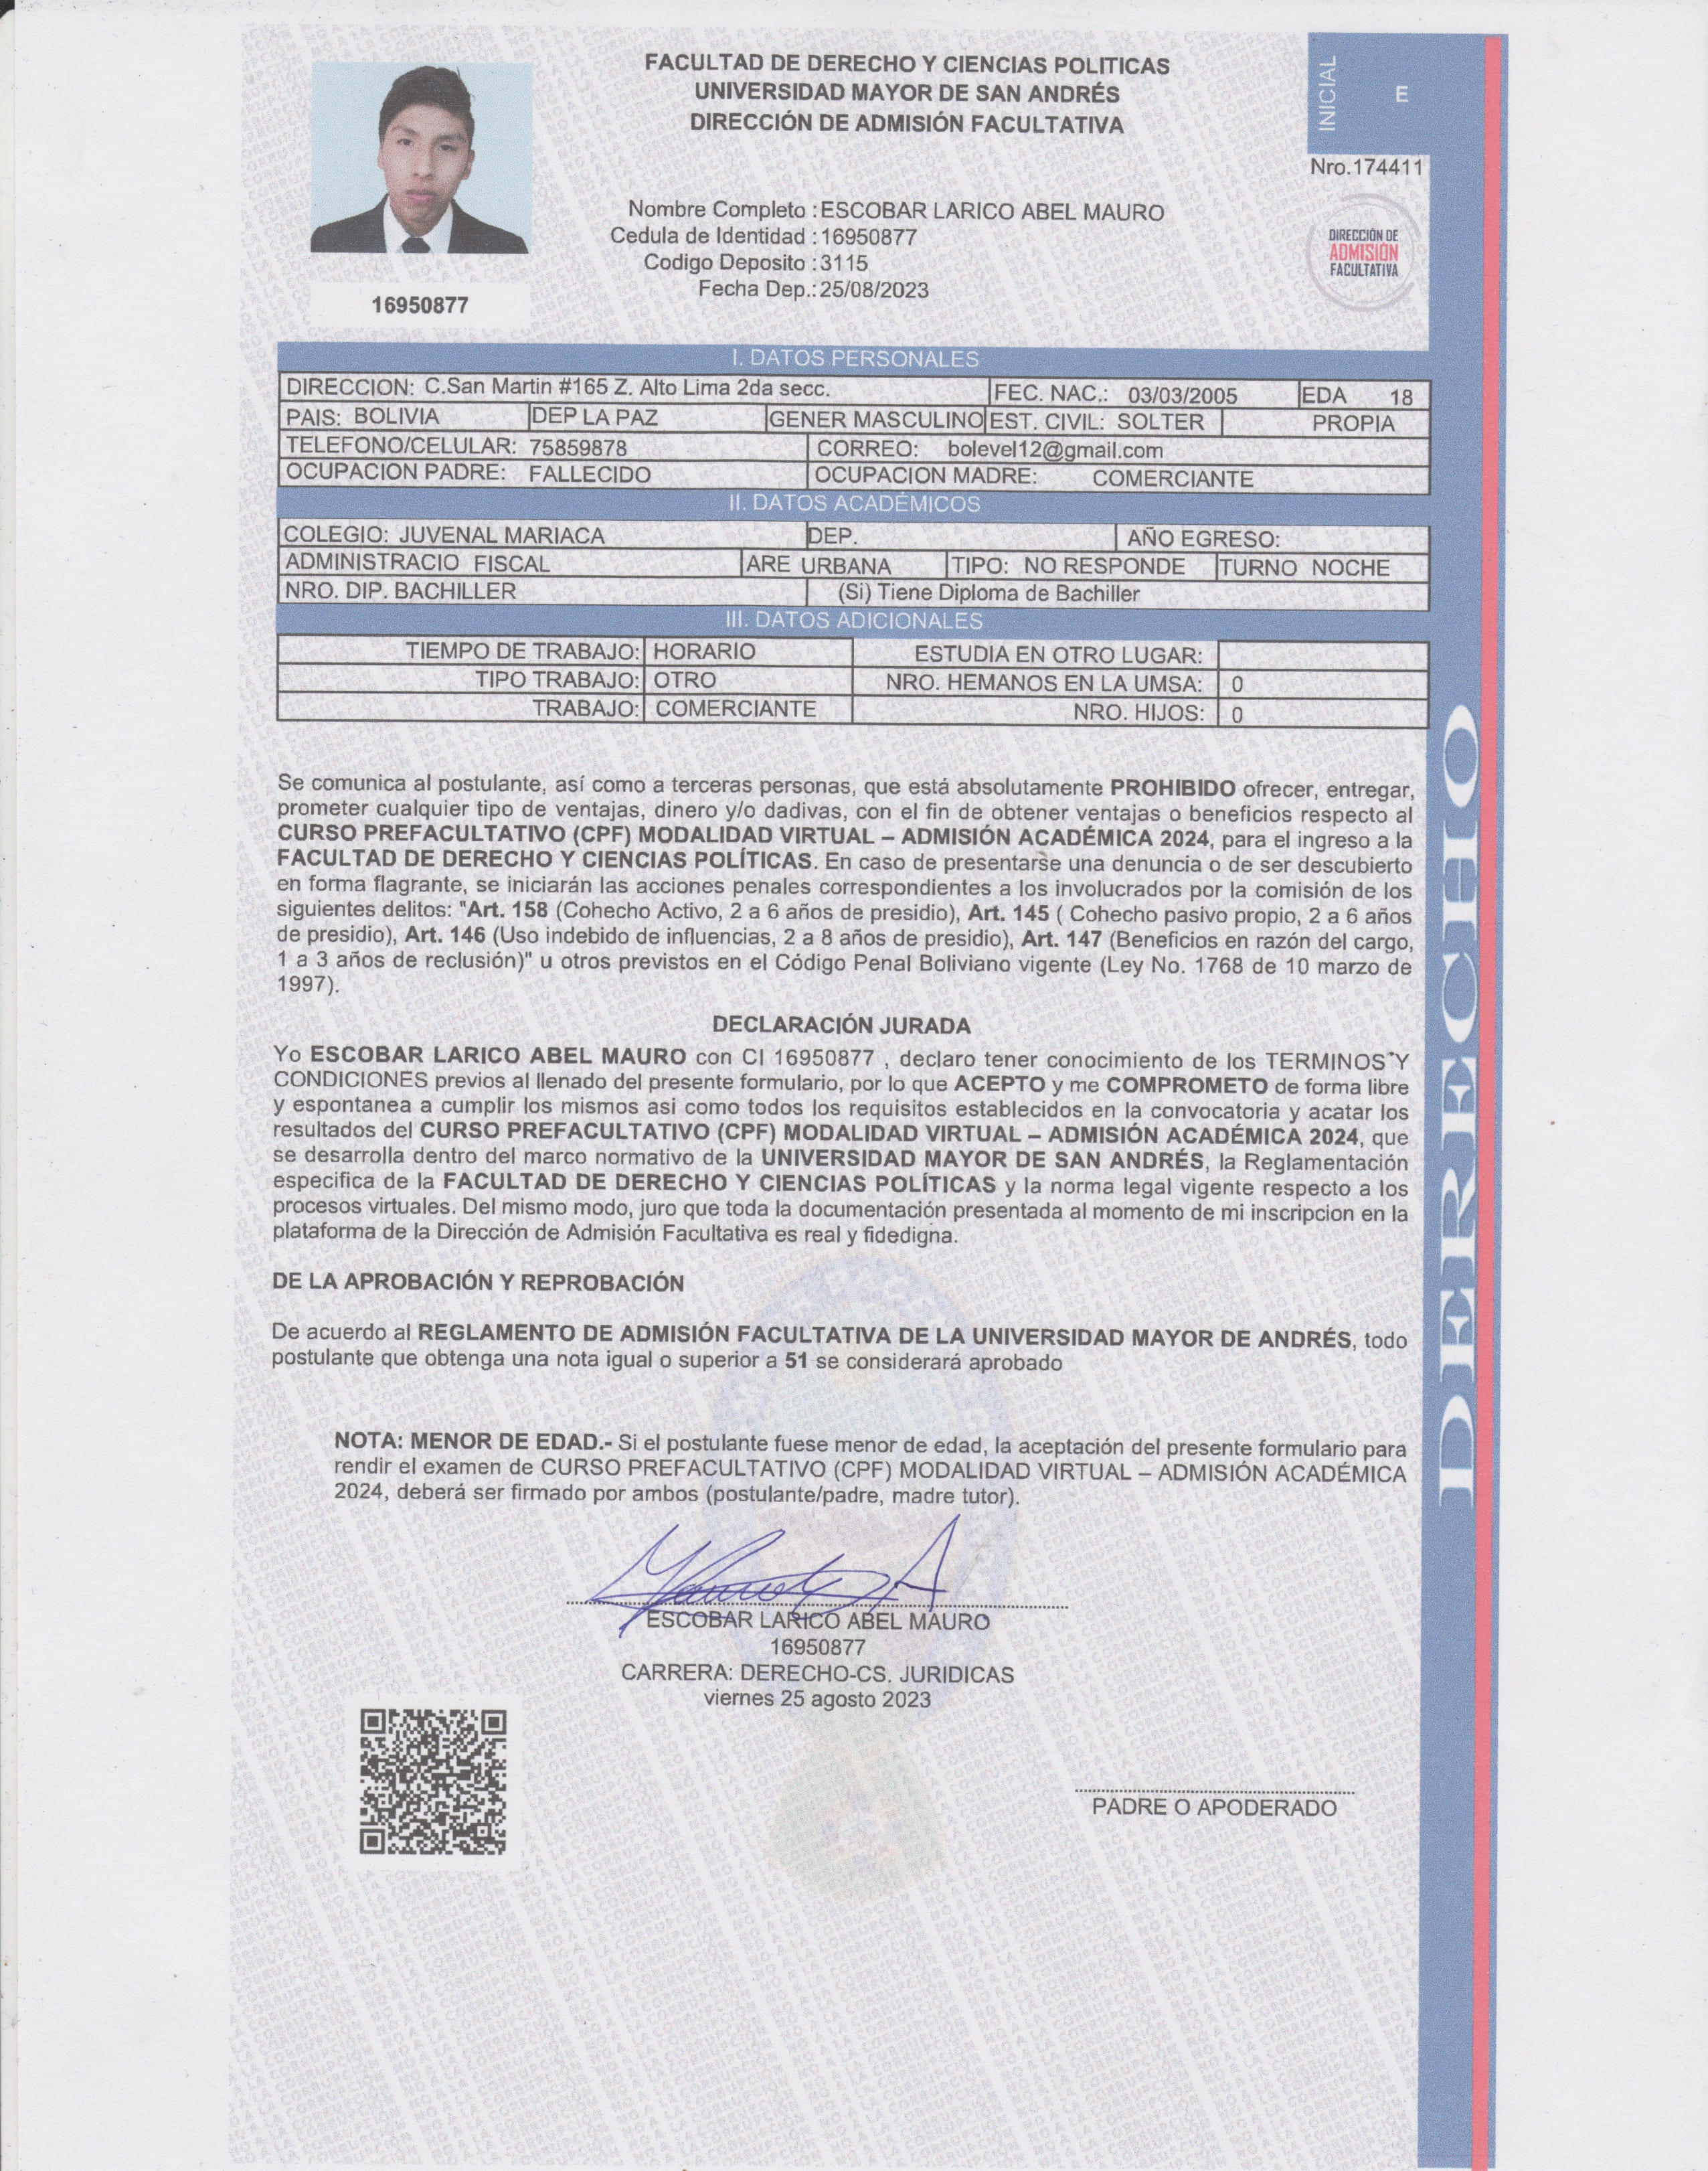 FACULTAD DE DERECHO Y CIENCIAS POLITICAS
UNIVERSIDAD MAYOR DE SAN ANDRÉS
DIRECCIÓN DE ADMISIÓN FACULTATIVA
INICIAL E
Nro.174411
Nombre Completo : ESCOBAR LARICO ABEL MAURO
Cedula de Identidad : 16950877
Codigo Deposito : 3115
Fecha Dep.: 25/08/2023
DIRECCIÓN DE
ADMISIÓN
FACULTATIVA
16950877
I. DATOS PERSONALES
DIRECCION: C.San Martin #165 Z. Alto Lima 2da secc. FEC. NAC.: 03/03/2005 EDA 18
PAIS: BOLIVIA DEP LA PAZ GENER MASCULINO EST. CIVIL: SOLTER PROPIA
TELEFONO/CELULAR: 75859878 CORREO: bolevel12@gmail.com
OCUPACION PADRE: FALLECIDO OCUPACION MADRE: COMERCIANTE
II. DATOS ACADÉMICOS
COLEGIO: JUVENAL MARIACA DEP. AÑO EGRESO:
ADMINISTRACIO FISCAL ARE URBANA TIPO: NO RESPONDE TURNO NOCHE
NRO. DIP. BACHILLER (Si) Tiene Diploma de Bachiller
III. DATOS ADICIONALES
TIEMPO DE TRABAJO: HORARIO ESTUDIA EN OTRO LUGAR:
TIPO TRABAJO: OTRO NRO. HEMANOS EN LA UMSA: 0
TRABAJO: COMERCIANTE NRO. HIJOS: 0
Se comunica al postulante, así como a terceras personas, que está absolutamente PROHIBIDO ofrecer, entregar,
prometer cualquier tipo de ventajas, dinero y/o dadivas, con el fin de obtener ventajas o beneficios respecto al
CURSO PREFACULTATIVO (CPF) MODALIDAD VIRTUAL – ADMISIÓN ACADÉMICA 2024, para el ingreso a la
FACULTAD DE DERECHO Y CIENCIAS POLÍTICAS. En caso de presentarse una denuncia o de ser descubierto
en forma flagrante, se iniciarán las acciones penales correspondientes a los involucrados por la comisión de los
siguientes delitos: "Art. 158 (Cohecho Activo, 2 a 6 años de presidio), Art. 145 ( Cohecho pasivo propio, 2 a 6 años
de presidio), Art. 146 (Uso indebido de influencias, 2 a 8 años de presidio), Art. 147 (Beneficios en razón del cargo,
1 a 3 años de reclusión)" u otros previstos en el Código Penal Boliviano vigente (Ley No. 1768 de 10 marzo de
1997).
DECLARACIÓN JURADA
Yo ESCOBAR LARICO ABEL MAURO con CI 16950877 , declaro tener conocimiento de los TERMINOS Y
CONDICIONES previos al llenado del presente formulario, por lo que ACEPTO y me COMPROMETO de forma libre
y espontanea a cumplir los mismos asi como todos los requisitos establecidos en la convocatoria y acatar los
resultados del CURSO PREFACULTATIVO (CPF) MODALIDAD VIRTUAL – ADMISIÓN ACADÉMICA 2024, que
se desarrolla dentro del marco normativo de la UNIVERSIDAD MAYOR DE SAN ANDRÉS, la Reglamentación
especifica de la FACULTAD DE DERECHO Y CIENCIAS POLÍTICAS y la norma legal vigente respecto a los
procesos virtuales. Del mismo modo, juro que toda la documentación presentada al momento de mi inscripcion en la
plataforma de la Dirección de Admisión Facultativa es real y fidedigna.
DE LA APROBACIÓN Y REPROBACIÓN
De acuerdo al REGLAMENTO DE ADMISIÓN FACULTATIVA DE LA UNIVERSIDAD MAYOR DE ANDRÉS, todo
postulante que obtenga una nota igual o superior a 51 se considerará aprobado
NOTA: MENOR DE EDAD.- Si el postulante fuese menor de edad, la aceptación del presente formulario para
rendir el examen de CURSO PREFACULTATIVO (CPF) MODALIDAD VIRTUAL – ADMISIÓN ACADÉMICA
2024, deberá ser firmado por ambos (postulante/padre, madre tutor).
ESCOBAR LARICO ABEL MAURO
16950877
CARRERA: DERECHO-CS. JURIDICAS
viernes 25 agosto 2023
PADRE O APODERADO
DERECHO